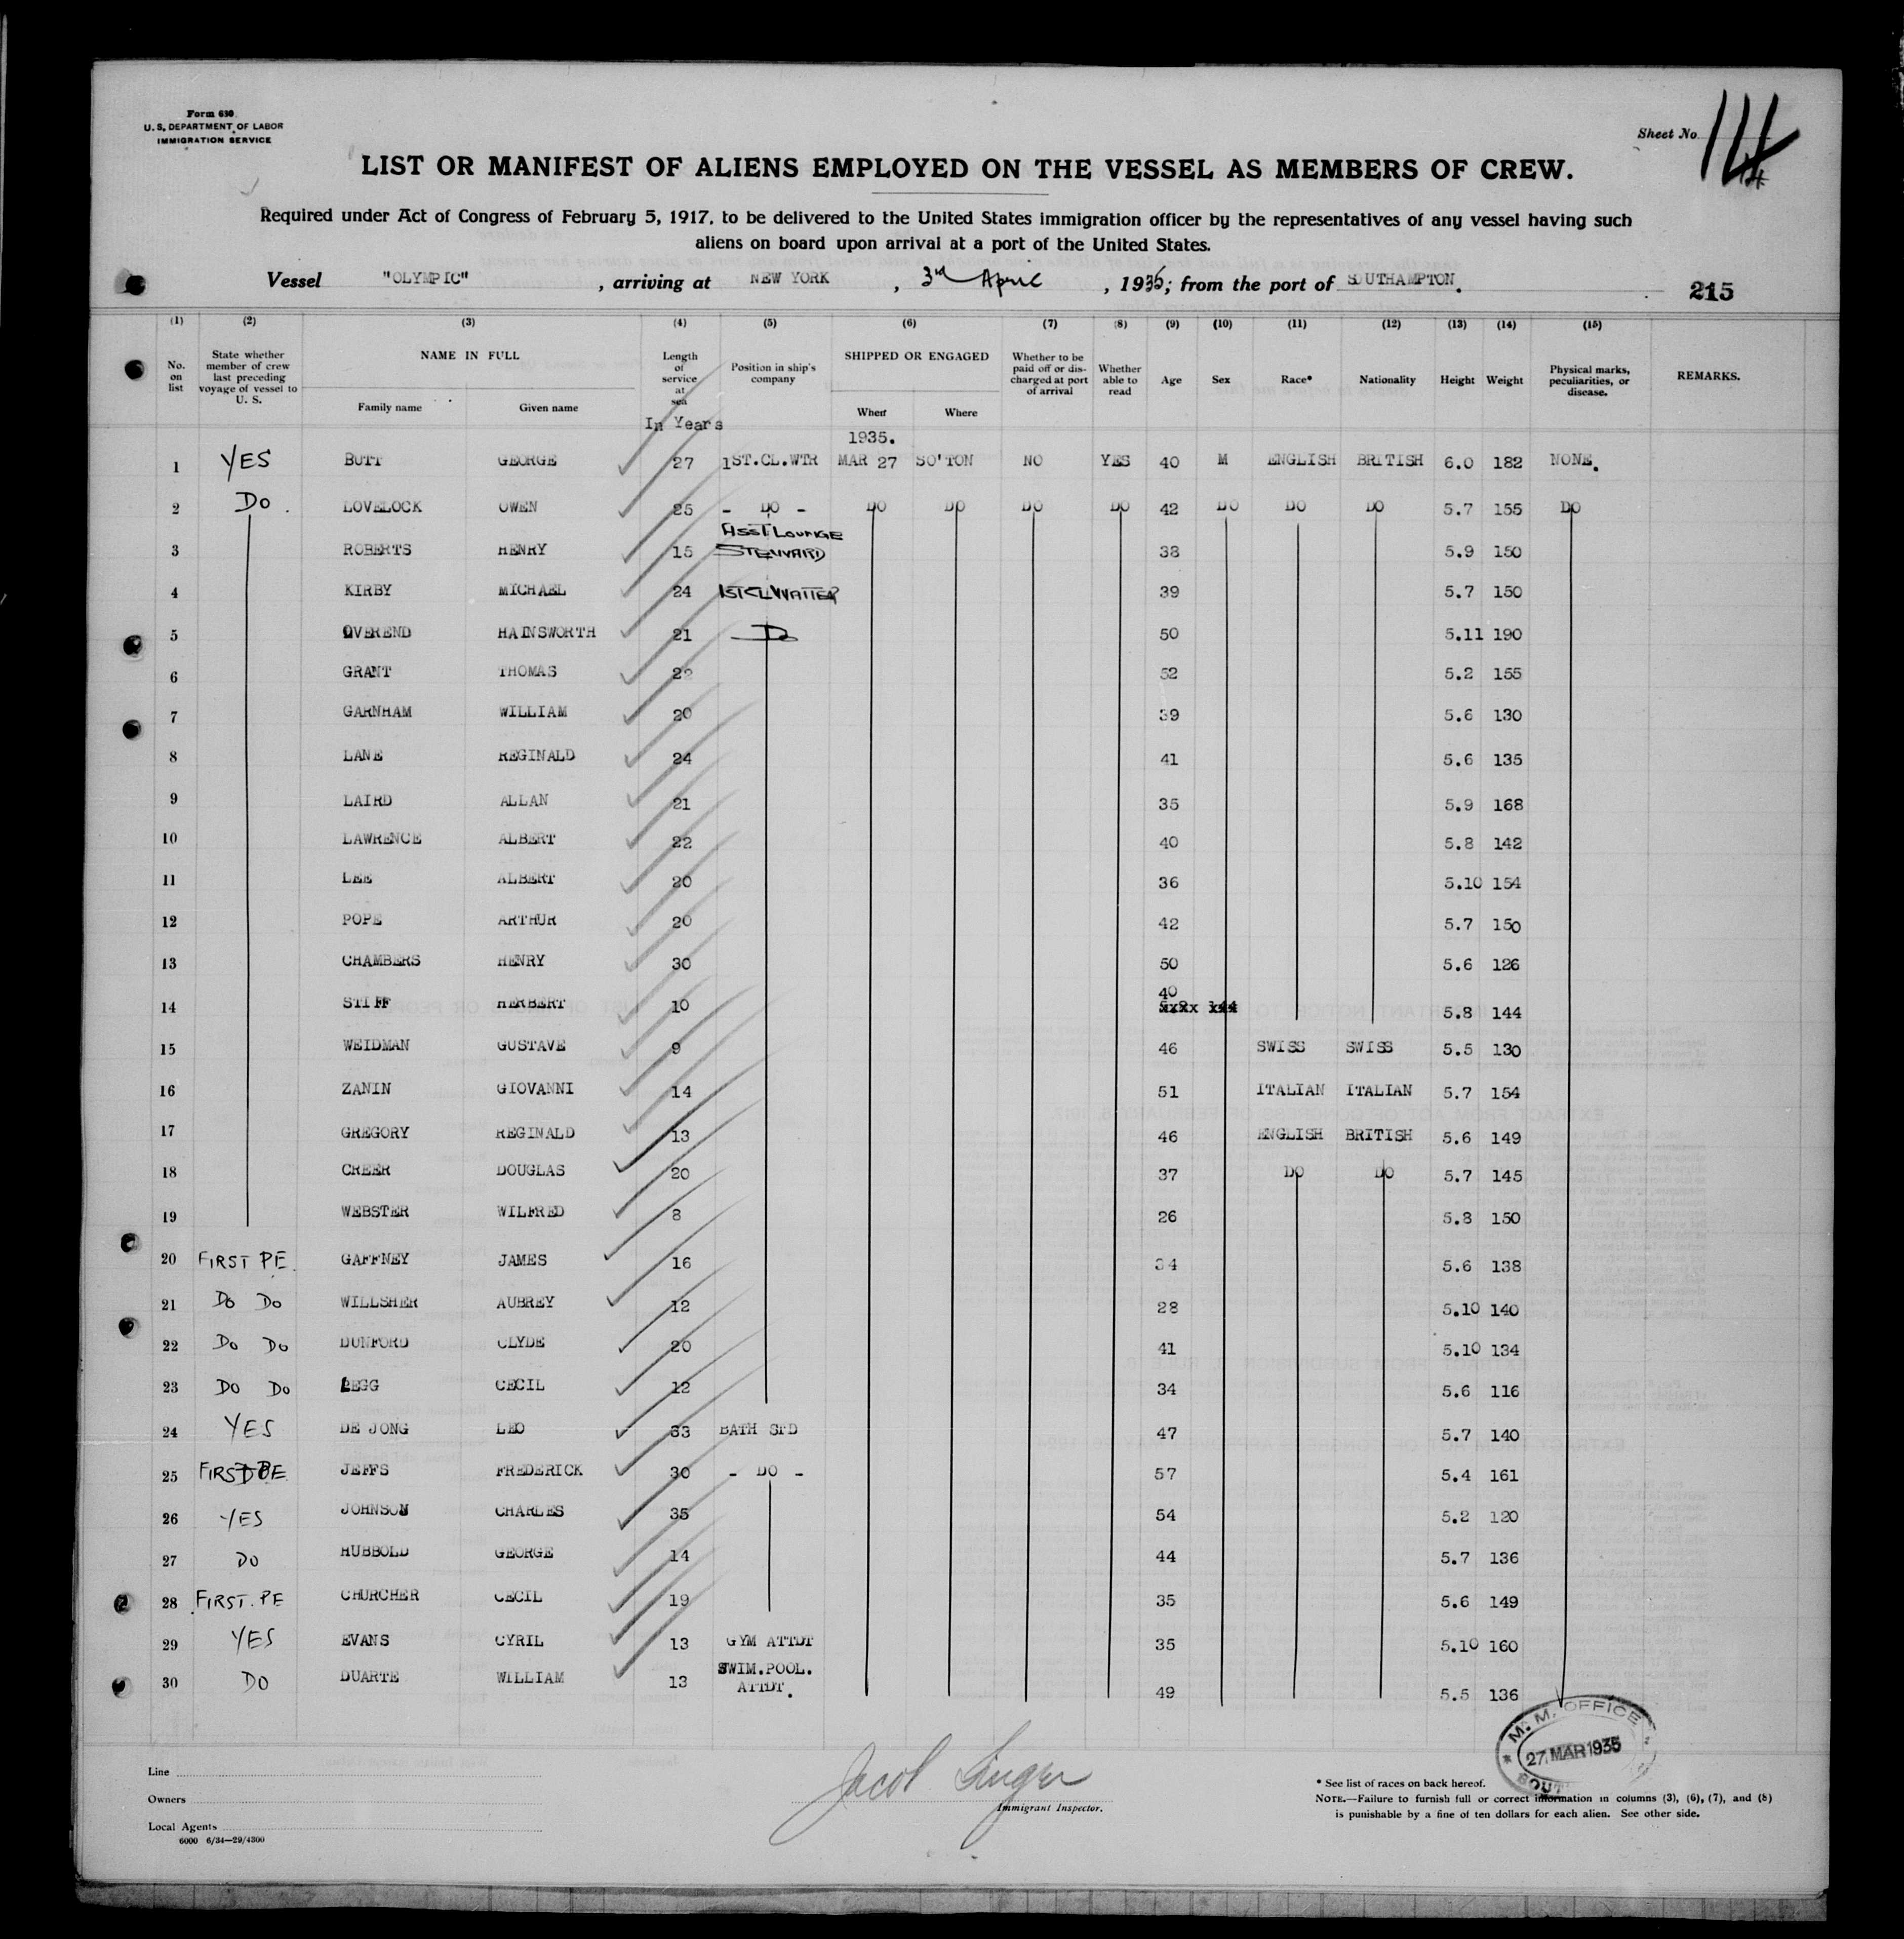 Form 680
U. S. DEPARTMENT OF LABOR
IMMIGRATION SERVICE
Sheet No. 114
LIST OR MANIFEST OF ALIENS EMPLOYED ON THE VESSEL AS MEMBERS OF CREW.
Required under Act of Congress of February 5, 1917, to be delivered to the United States immigration officer by the representatives of any vessel having such
aliens on board upon arrival at a port of the United States.
Vessel "OLYMPIC" , arriving at NEW YORK , 3rd April , 1935; from the port of SOUTHAMPTON.
215
(1) (2) (3) (4) (5) (6) (7) (8) (9) (10) (11) (12) (13) (14) (15)
No. on list State whether member of crew last preceding voyage of vessel to U. S. NAME IN FULL Family name Given name Length of service at sea In Years Position in ship's company SHIPPED OR ENGAGED When Where Whether to be paid off or discharged at port of arrival Whether able to read Age Sex Race* Nationality Height Weight Physical marks, peculiarities, or disease. REMARKS.
1935.
1 YES BUTT GEORGE 27 1ST.CL.WTR MAR 27 SO'TON NO YES 40 M ENGLISH BRITISH 6.0 182 NONE.
2 Do. LOVELOCK OWEN 25 - DO - DO DO DO DO 42 DO DO DO 5.7 155 DO
3 ROBERTS HENRY 15 ASST LOUNGE STEWARD 38 5.9 150
4 KIRBY MICHAEL 24 1ST CL WAITER 39 5.7 150
5 OVEREND HAINSWORTH 21 Do 50 5.11 190
6 GRANT THOMAS 22 52 5.2 155
7 GARNHAM WILLIAM 20 39 5.6 130
8 LANE REGINALD 24 41 5.6 135
9 LAIRD ALLAN 21 35 5.9 168
10 LAWRENCE ALBERT 22 40 5.8 142
11 LEE ALBERT 20 36 5.10 154
12 POPE ARTHUR 20 42 5.7 150
13 CHAMBERS HENRY 30 50 5.6 126
14 STIFF HERBERT 10 40 5.8 144
15 WEIDMAN GUSTAVE 9 46 SWISS SWISS 5.5 130
16 ZANIN GIOVANNI 14 51 ITALIAN ITALIAN 5.7 154
17 GREGORY REGINALD 13 46 ENGLISH BRITISH 5.6 149
18 CREER DOUGLAS 20 37 DO DO 5.7 145
19 WEBSTER WILFRED 8 26 5.8 150
20 FIRST PE. GAFFNEY JAMES 16 34 5.6 138
21 Do Do WILLSHER AUBREY 12 28 5.10 140
22 Do Do DUNFORD CLYDE 20 41 5.10 134
23 Do Do LEGG CECIL 12 34 5.6 116
24 YES DE JONG LEO 33 BATH STD 47 5.7 140
25 FIRST PE JEFFS FREDERICK 30 - DO - 57 5.4 161
26 YES JOHNSON CHARLES 35 54 5.2 120
27 DO HUBBOLD GEORGE 14 44 5.7 136
28 FIRST. PE CHURCHER CECIL 19 35 5.6 149
29 YES EVANS CYRIL 13 GYM ATTDT 35 5.10 160
30 DO DUARTE WILLIAM 13 SWIM.POOL. ATTDT. 49 5.5 136
M. M. OFFICE
27 MAR 1935
Line
Owners
Local Agents
6000 6/34—29/4300
Jacob Singer
Immigrant Inspector.
* See list of races on back hereof.
NOTE.—Failure to furnish full or correct information in columns (3), (6), (7), and (8)
is punishable by a fine of ten dollars for each alien. See other side.